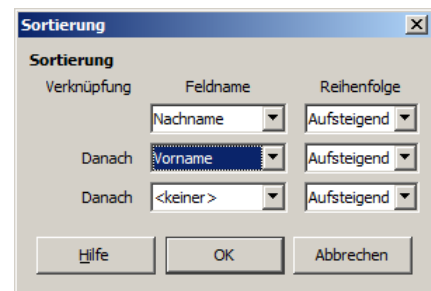 Sortierung
Sortierung
Verknüpfung Feldname Reihenfolge
Nachname Aufsteigend
Danach Vorname Aufsteigend
Danach <keiner> Aufsteigend
Hilfe OK Abbrechen